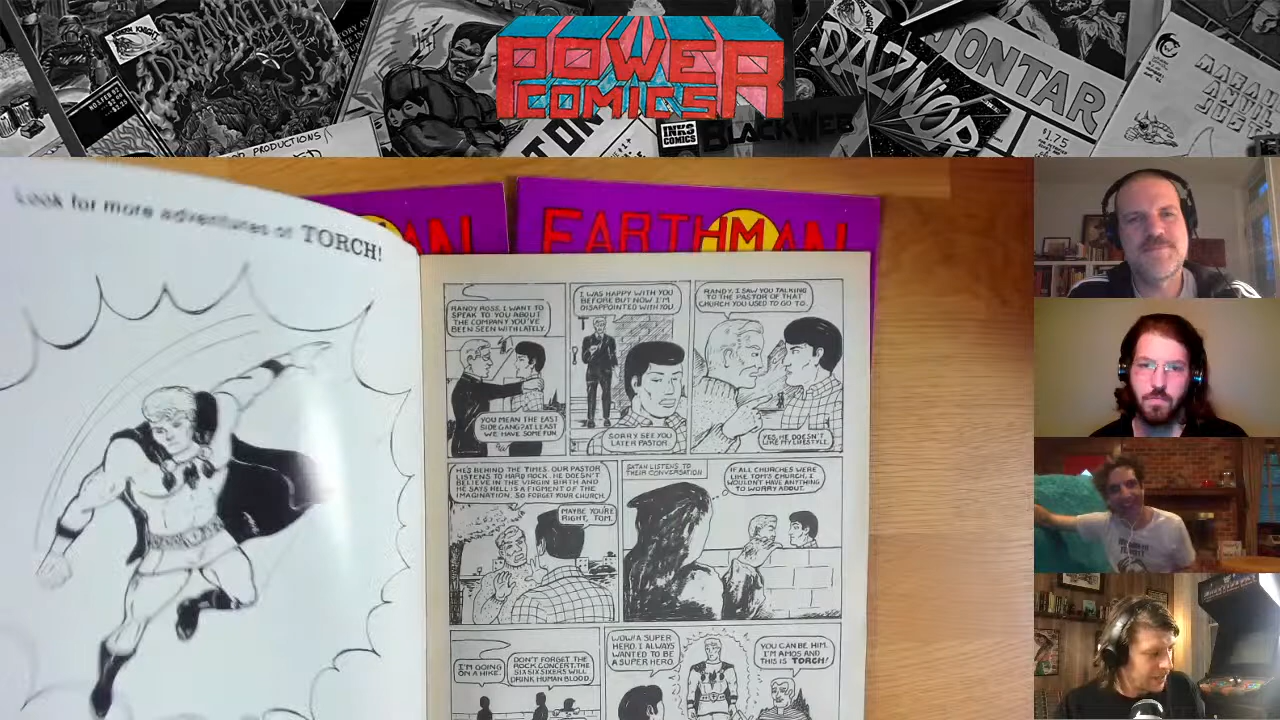 POWER
COMICS
INKO
COMICS
BLACKWEB
DAZZWOR
JONTAR
$1.75
Look for more adventures of TORCH!
EARTHMAN
RANDY ROSS, I WANT TO
SPEAK TO YOU ABOUT
THE COMPANY YOU'VE
BEEN SEEN WITH LATELY.
YOU MEAN THE EAST
SIDE GANG? AT LEAST
WE HAVE SOME FUN.
I WAS HAPPY WITH YOU
BEFORE BUT NOW I'M
DISAPPOINTED WITH YOU.
SORRY SEE YOU
LATER PASTOR.
RANDY, I SAW YOU TALKING
TO THE PASTOR OF THAT
CHURCH YOU USED TO GO TO.
YES, HE DOESN'T
LIKE MY LIFESTYLE.
HE'S BEHIND THE TIMES. OUR PASTOR
LISTENS TO HARD ROCK. HE DOESN'T
BELIEVE IN THE VIRGIN BIRTH AND
HE SAYS HELL IS A FIGMENT OF THE
IMAGINATION. SO FORGET YOUR CHURCH.
MAYBE YOU'RE
RIGHT, TOM.
SATAN LISTENS TO
THEIR CONVERSATION
IF ALL CHURCHES WERE
LIKE TOM'S CHURCH, I
WOULDN'T HAVE ANYTHING
TO WORRY ABOUT.
I'M GOING
ON A HIKE.
DON'T FORGET THE
ROCK CONCERT. THE
SIX SIX SIXERS WILL
DRINK HUMAN BLOOD.
WOW! A SUPER
HERO. I ALWAYS
WANTED TO BE
A SUPER HERO.
YOU CAN BE HIM.
I'M AMOS AND
THIS IS TORCH!